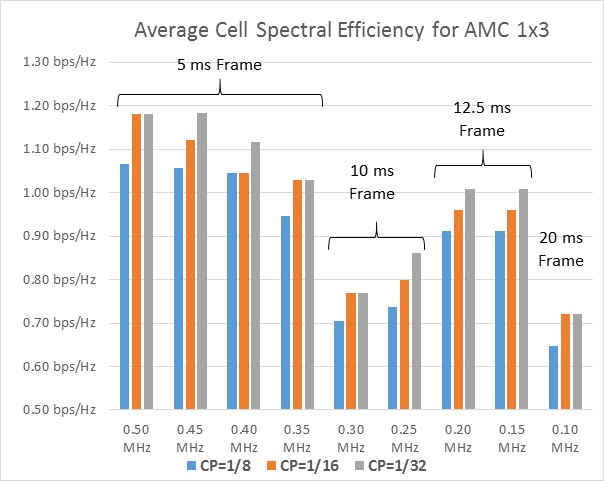 Average Cell Spectral Efficiency for AMC 1x3
1.30 bps/Hz
1.20 bps/Hz
1.10 bps/Hz
1.00 bps/Hz
0.90 bps/Hz
0.80 bps/Hz
0.70 bps/Hz
0.60 bps/Hz
0.50 bps/Hz
5 ms Frame
10 ms
Frame
12.5 ms
Frame
20 ms
Frame
0.50 0.45 0.40 0.35 0.30 0.25 0.20 0.15 0.10
MHz MHz MHz MHz MHz MHz MHz MHz MHz
CP=1/8 CP=1/16 CP=1/32